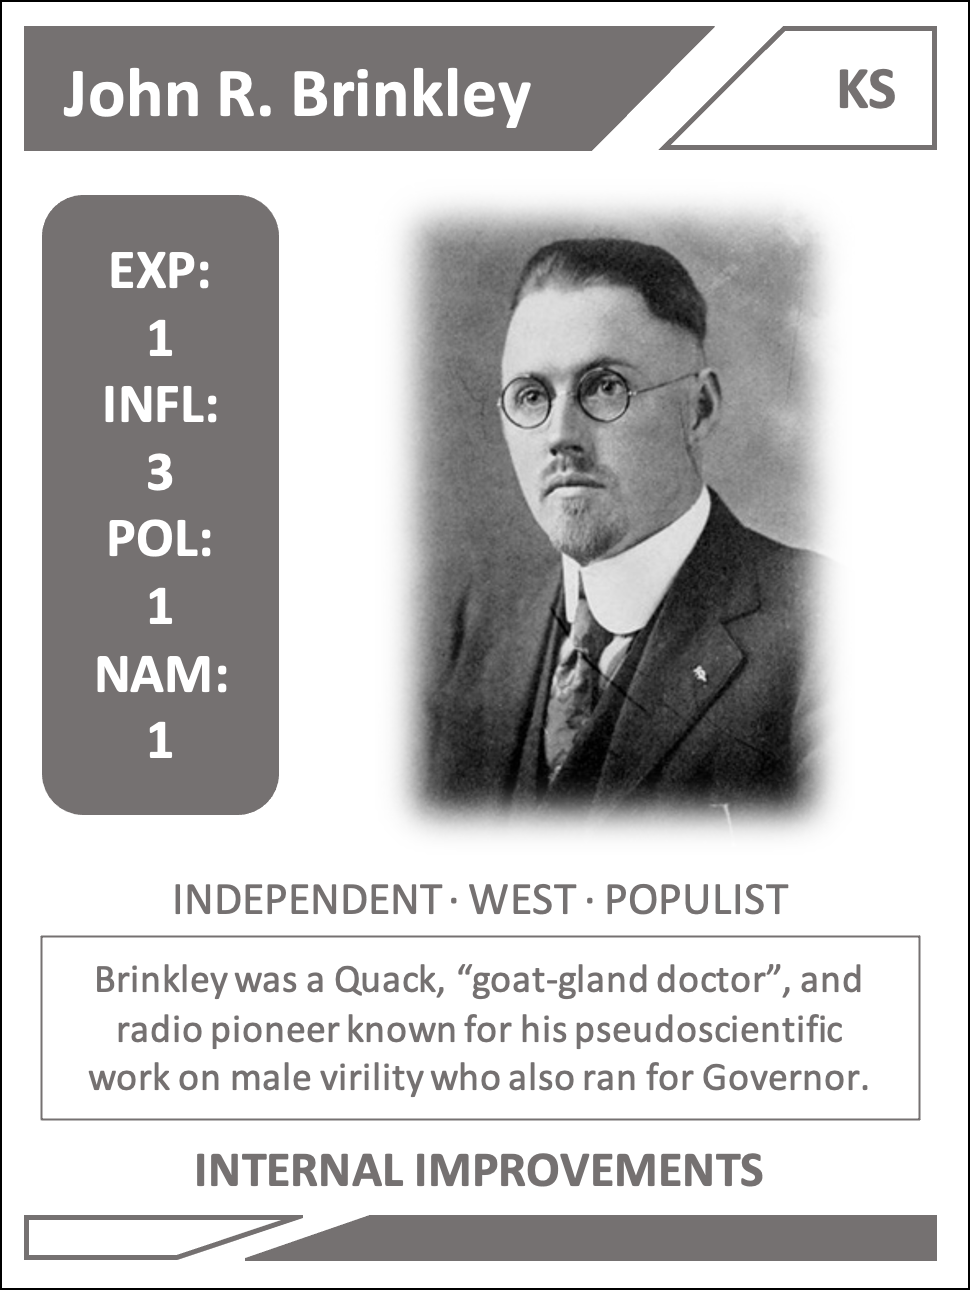 John R. Brinkley
KS
EXP:
1
INFL:
3
POL:
1
NAM:
1
INDEPENDENT · WEST · POPULIST
Brinkley was a Quack, “goat-gland doctor”, and
radio pioneer known for his pseudoscientific
work on male virility who also ran for Governor.
INTERNAL IMPROVEMENTS